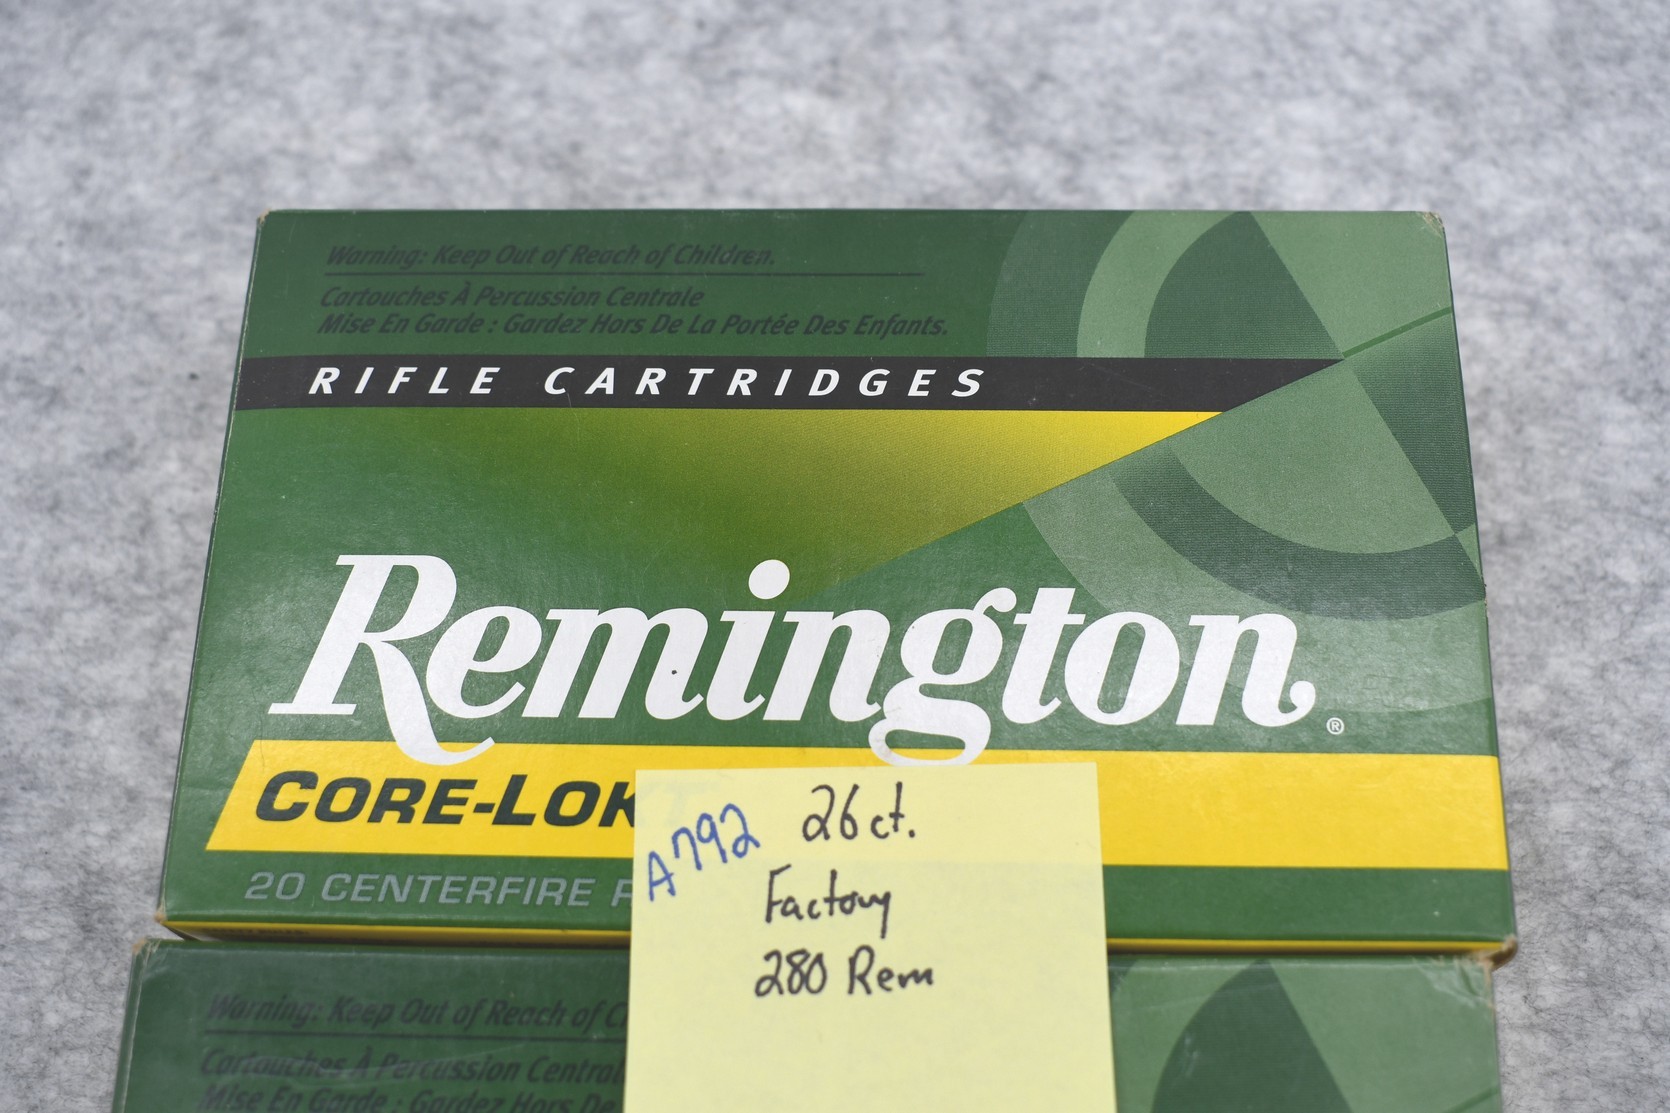 Warning: Keep Out of Reach of Children.
Cartouches À Percussion Centrale
Mise En Garde : Gardez Hors De La Portée Des Enfants.
RIFLE CARTRIDGES
Remington®
CORE-LOKT
20 CENTERFIRE
A792 26 ct.
Factory
280 Rem
Warning: Keep Out of Reach of
Cartouches À Percussion
Mise En Garde : Gardez Hors De